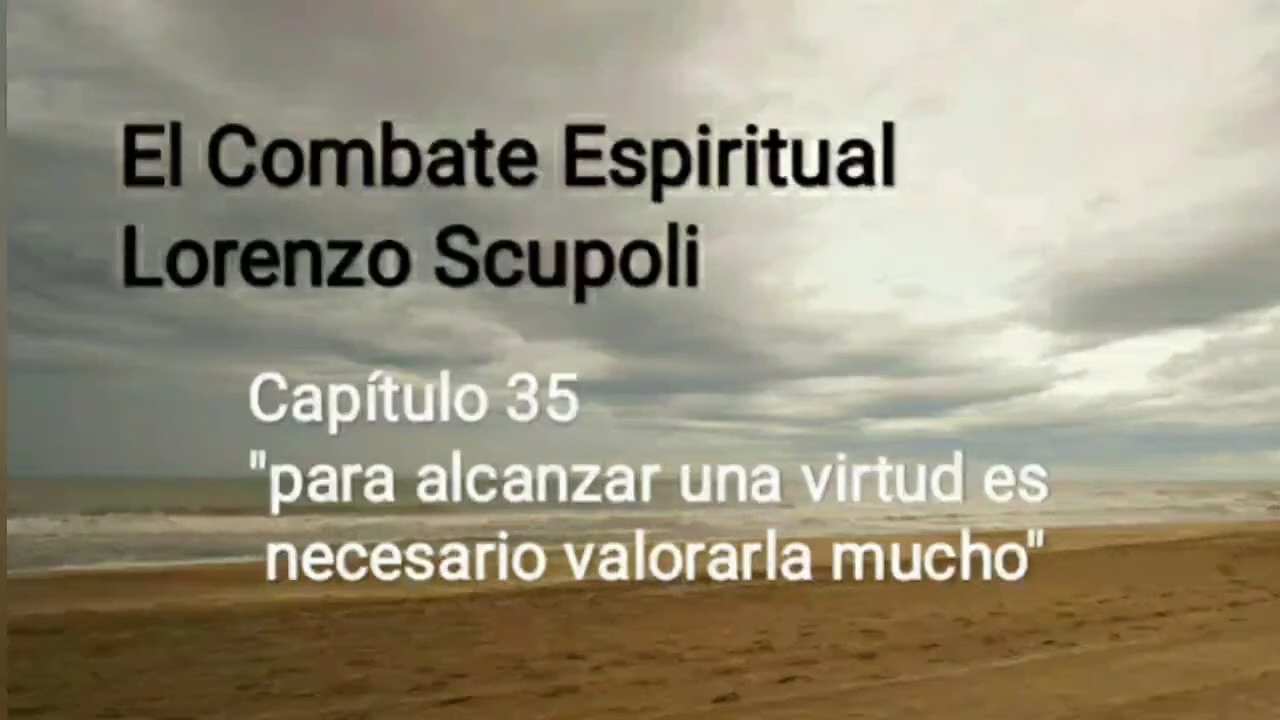 El Combate Espiritual
Lorenzo Scupoli
Capítulo 35
"para alcanzar una virtud es
necesario valorarla mucho"